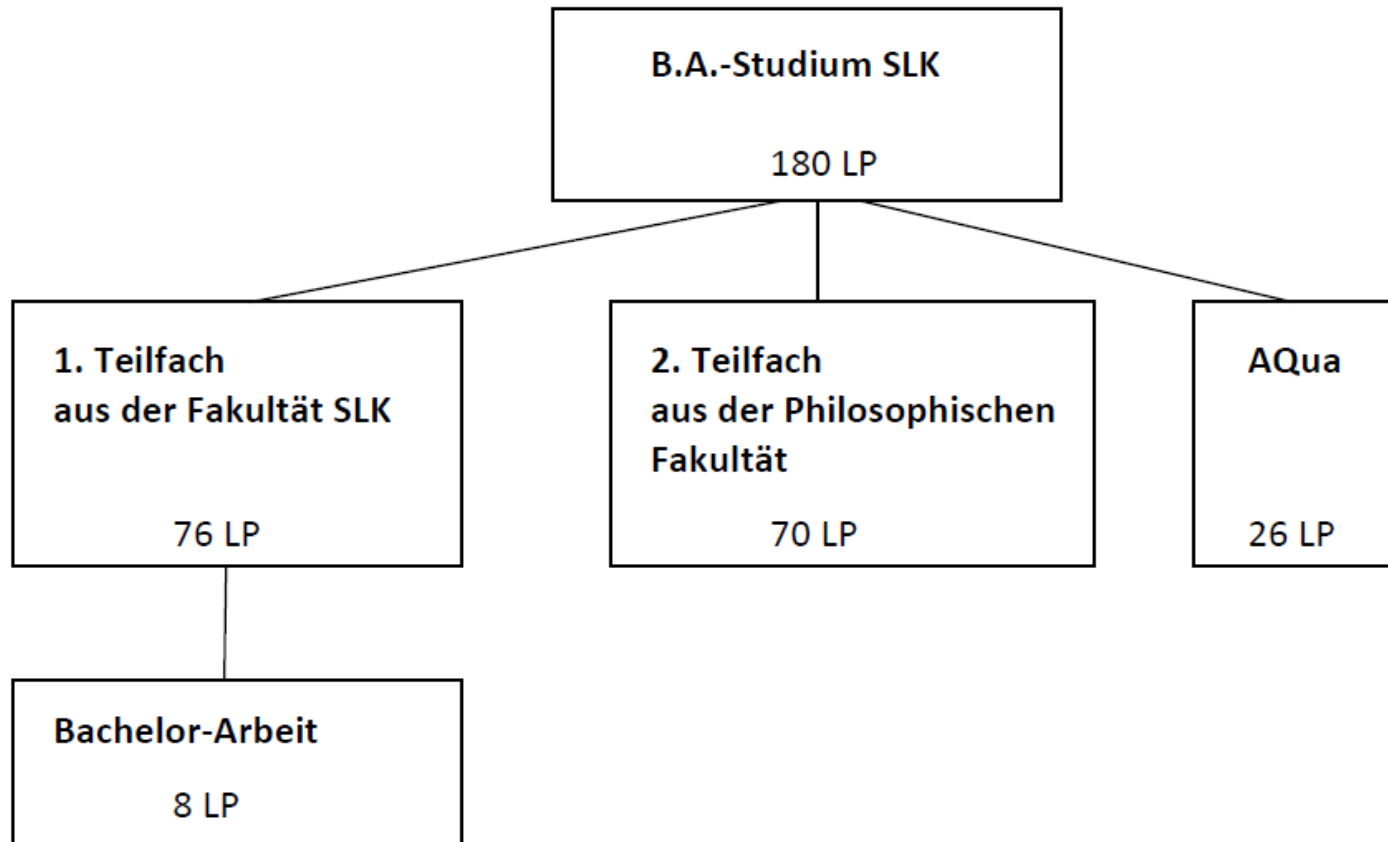 B.A.-Studium SLK
180 LP
1. Teilfach
aus der Fakultät SLK
76 LP
2. Teilfach
aus der Philosophischen
Fakultät
70 LP
AQua
26 LP
Bachelor-Arbeit
8 LP